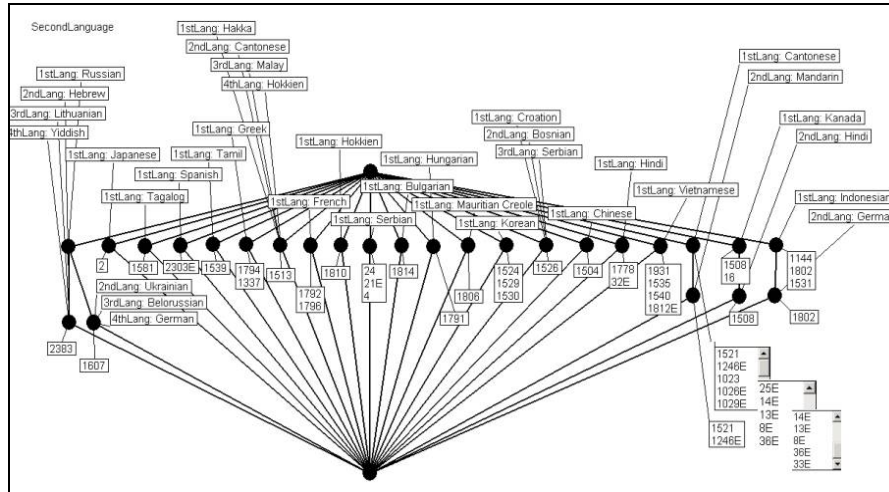 SecondLanguage
1stLang: Hakka
2ndLang: Cantonese
3rdLang: Malay
4thLang: Hokkien
1stLang: Russian
2ndLang: Hebrew
3rdLang: Lithuanian
4thLang: Yiddish
1stLang: Cantonese
2ndLang: Mandarin
1stLang: Greek
1stLang: Hokkien
1stLang: Croation
2ndLang: Bosnian
3rdLang: Serbian
1stLang: Kanada
2ndLang: Hindi
1stLang: Japanese
1stLang: Tamil
1stLang: Spanish
1stLang: Tagalog
1stLang: Hungarian
1stLang: Hindi
1stLang: Bulgarian
1stLang: Vietnamese
1stLang: French
1stLang: Mauritian Creole
1stLang: Indonesian
1stLang: Serbian
1stLang: Korean
1stLang: Chinese
2ndLang: Germa
2
1581
2303E
1539
1794
1337
1513
1792
1796
1810
24
21E
4
1814
1791
1806
1524
1529
1530
1526
1504
1778
32E
1931
1535
1540
1812E
1508
16
1144
1802
1531
2ndLang: Ukrainian
3rdLang: Belorussian
4thLang: German
2383
1607
1508
1802
1521
1246E
1023
1026E
1029E
25E
14E
13E
8E
36E
14E
13E
8E
36E
33E
1521
1246E